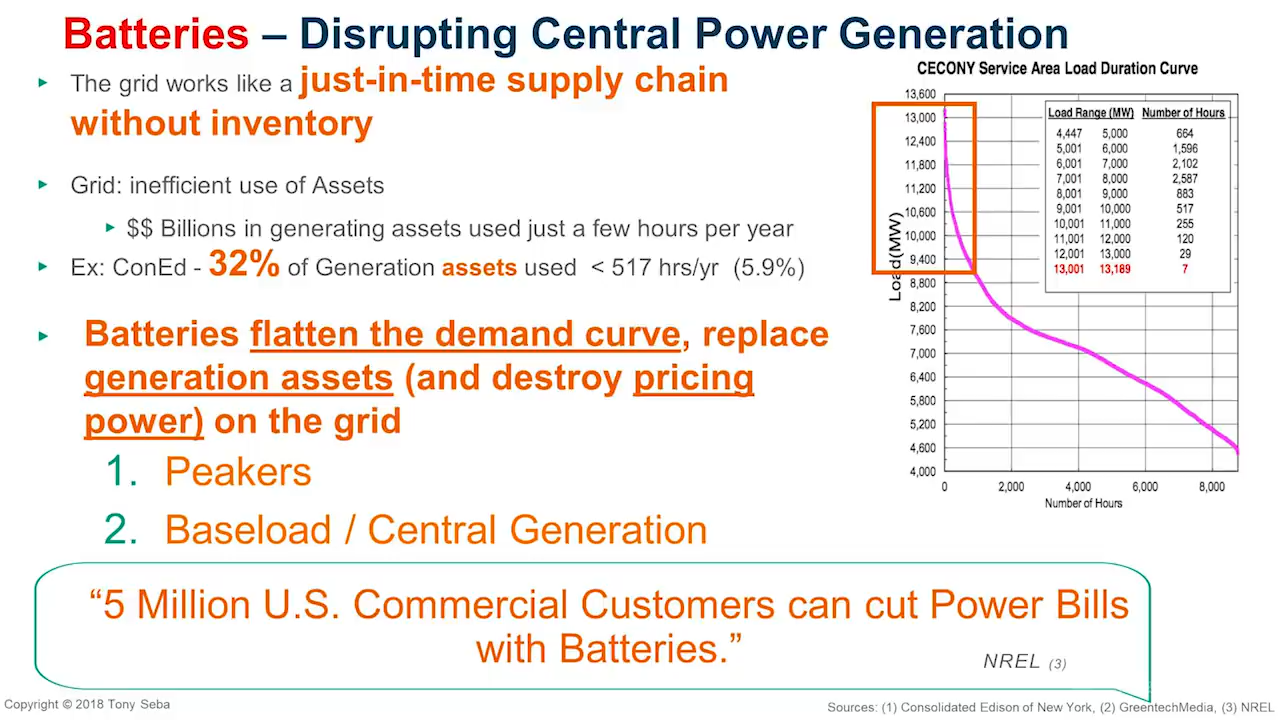 Batteries – Disrupting Central Power Generation
The grid works like a just-in-time supply chain
without inventory
Grid: inefficient use of Assets
$$ Billions in generating assets used just a few hours per year
Ex: ConEd - 32% of Generation assets used < 517 hrs/yr (5.9%)
Batteries flatten the demand curve, replace
generation assets (and destroy pricing
power) on the grid
1. Peakers
2. Baseload / Central Generation
“5 Million U.S. Commercial Customers can cut Power Bills
with Batteries.”
NREL (3)
CECONY Service Area Load Duration Curve
Load(MW)
13,600
13,000
12,400
11,800
11,200
10,600
10,000
9,400
8,800
8,200
7,600
7,000
6,400
5,800
5,200
4,600
4,000
Load Range (MW) Number of Hours
4,447 5,000 664
5,001 6,000 1,596
6,001 7,000 2,102
7,001 8,000 2,587
8,001 9,000 883
9,001 10,000 517
10,001 11,000 255
11,001 12,000 120
12,001 13,000 29
13,001 13,189 7
0 2,000 4,000 6,000 8,000
Number of Hours
Copyright © 2018 Tony Seba
Sources: (1) Consolidated Edison of New York, (2) GreentechMedia, (3) NREL